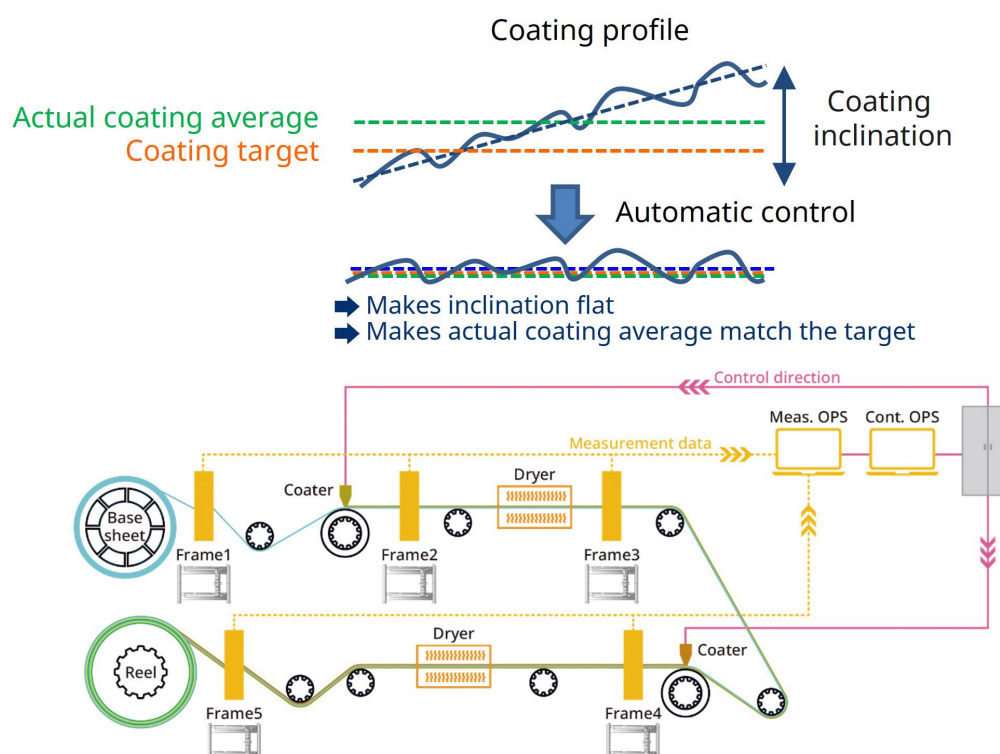 Coating profile
Actual coating average
Coating target
Coating
inclination
Automatic control
Makes inclination flat
Makes actual coating average match the target
Control direction
Meas. OPS
Cont. OPS
Measurement data
Dryer
Coater
Base
sheet
Frame1
Frame2
Frame3
Dryer
Coater
Reel
Frame5
Frame4